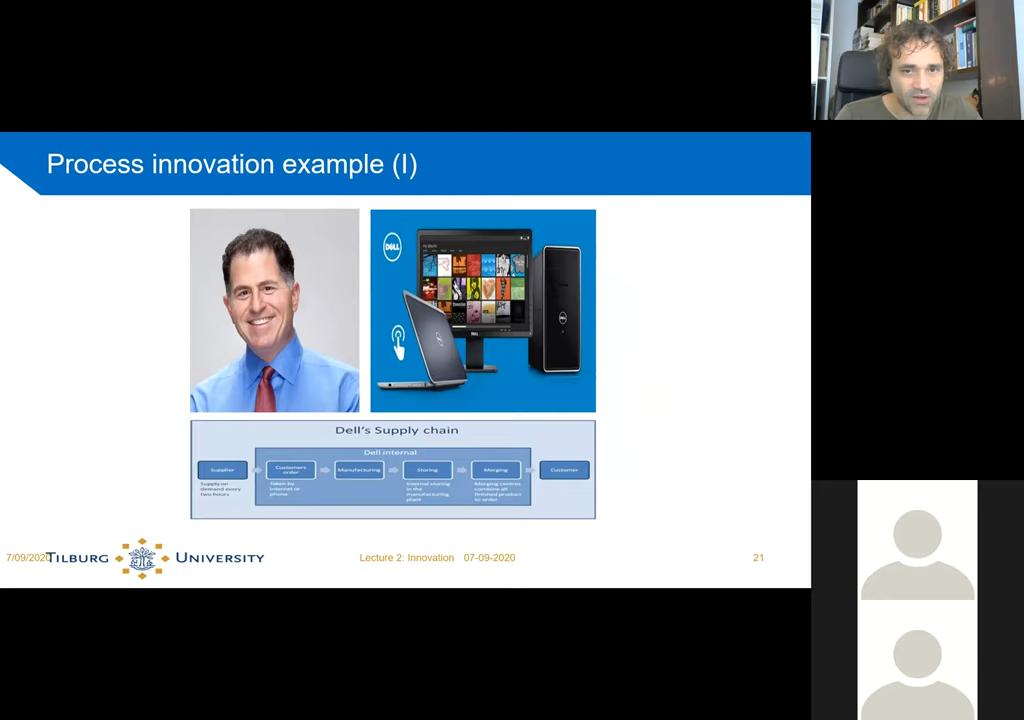 Process innovation example (I)
DELL
DELL
Dell's Supply chain
Dell internal
Supplier
Customers
order
Manufacturing
Storing
Merging
Customer
Supply on
demand every
two hours
Taken by
internet or
phone
Internal storing
in the
manufacturing
plant
Merging centres
combine all
finished product
to order
7/09/2020
TILBURG UNIVERSITY
Lecture 2: Innovation 07-09-2020
21